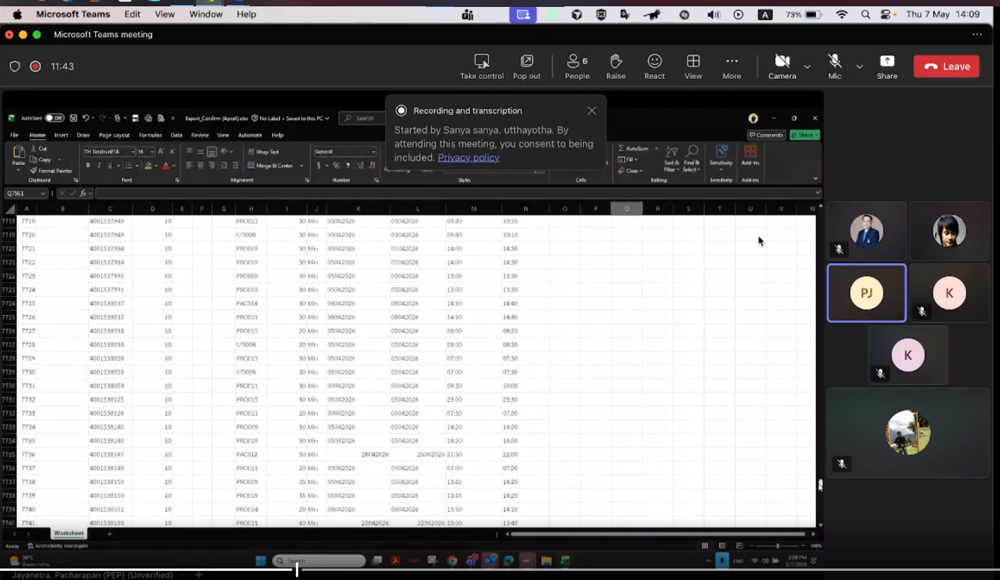 Microsoft Teams Edit View Window Help A 73% Thu 7 May 14:09
Microsoft Teams meeting
11:43 Take control Pop out 6 People Raise React View More Camera Mic Share Leave
Recording and transcription
Started by Sanya sanya. utthayotha. By
attending this meeting, you consent to being
included. Privacy policy
AutoSave Off Export_Confirm (April).xlsx No Label • Saved to this PC Search
File Home Insert Draw Page Layout Formulas Data Review View Automate Help Comments Share
Paste Cut Copy Format Painter TH SarabunPSK 16 A A B I U Wrap Text Merge & Center General $ % AutoSum Fill Clear Sort & Filter Find & Select Sensitivity Add-ins
Clipboard Font Alignment Number Styles Cells Editing Sensitivity Add-ins
Q7561 fx
A B C D E F G H I J K L M N O P Q R S T U V W
7718 7719 4001537949 10 PRO013 30 Min 03042026 03042026 09:40 10:10
7719 7720 4001537949 10 UTI008 30 Min 03042026 03042026 09:40 10:10
7720 7721 4001537984 10 PRO009 30 Min 05042026 05042026 14:00 14:30
7721 7722 4001537984 10 PRO019 30 Min 05042026 05042026 14:00 14:30
7722 7723 4001537991 10 PRO009 30 Min 05042026 05042026 13:00 13:30
7723 7724 4001537991 10 PRO019 30 Min 05042026 05042026 13:00 13:30
7724 7725 4001538037 10 PAC014 30 Min 08042026 08042026 14:10 14:40
7725 7726 4001538037 10 PRO011 30 Min 08042026 08042026 14:10 14:40
7726 7727 4001538038 10 PRO015 20 Min 05042026 05042026 08:00 08:20
7727 7728 4001538038 10 UTI008 20 Min 05042026 05042026 08:00 08:20
7728 7729 4001538058 10 PRO015 30 Min 05042026 05042026 07:00 07:30
7729 7730 4001538058 10 UTI008 30 Min 05042026 05042026 07:00 07:30
7730 7731 4001538059 10 PRO011 30 Min 09042026 09042026 09:30 10:00
7731 7732 4001538125 10 PRO015 30 Min 05042026 05042026 23:00 23:30
7732 7733 4001538126 10 PRO011 20 Min 09042026 09042026 07:30 07:50
7733 7734 4001538140 10 PRO009 30 Min 05042026 05042026 14:20 14:50
7734 7735 4001538140 10 PRO019 30 Min 05042026 05042026 14:20 14:50
7735 7736 4001538147 10 PAC012 30 Min 26042026 26042026 21:30 22:00
7736 7737 4001538149 10 PRO011 20 Min 09042026 09042026 07:00 07:20
7737 7738 4001538150 10 PRO009 35 Min 05042026 05042026 13:45 14:20
7738 7739 4001538150 10 PRO019 35 Min 05042026 05042026 13:45 14:20
7739 7740 4001538151 10 PRO014 20 Min 08042026 08042026 13:50 14:10
7740 7741 4001538185 10 PRO011 40 Min 22042026 22042026 13:00 13:40
PJ K
K
Worksheet
Ready Accessibility: Investigate 100%
36°C Search ENG 2:09 PM
5/7/2026
Jayanetra, Pacharapan (PEP) (Unverified)